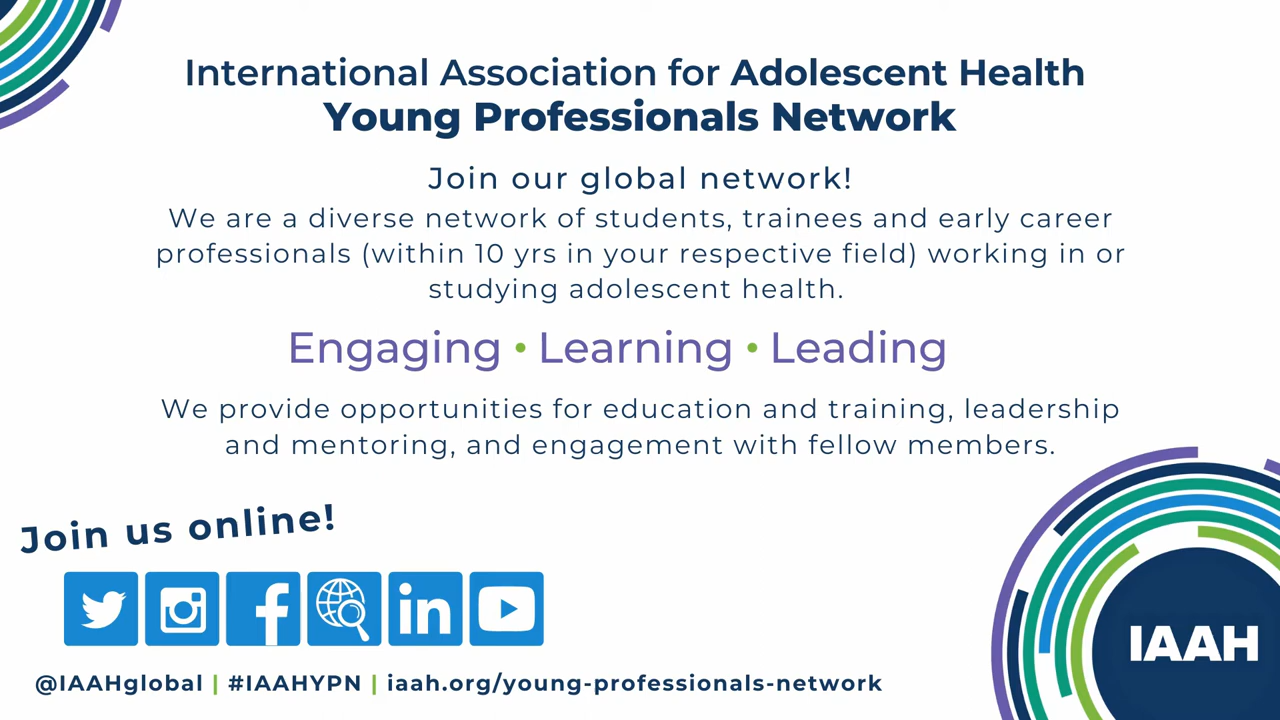 International Association for Adolescent Health
Young Professionals Network
Join our global network!
We are a diverse network of students, trainees and early career
professionals (within 10 yrs in your respective field) working in or
studying adolescent health.
Engaging • Learning • Leading
We provide opportunities for education and training, leadership
and mentoring, and engagement with fellow members.
Join us online!
in
@IAAHglobal | #IAAHYPN | iaah.org/young-professionals-network
IAAH